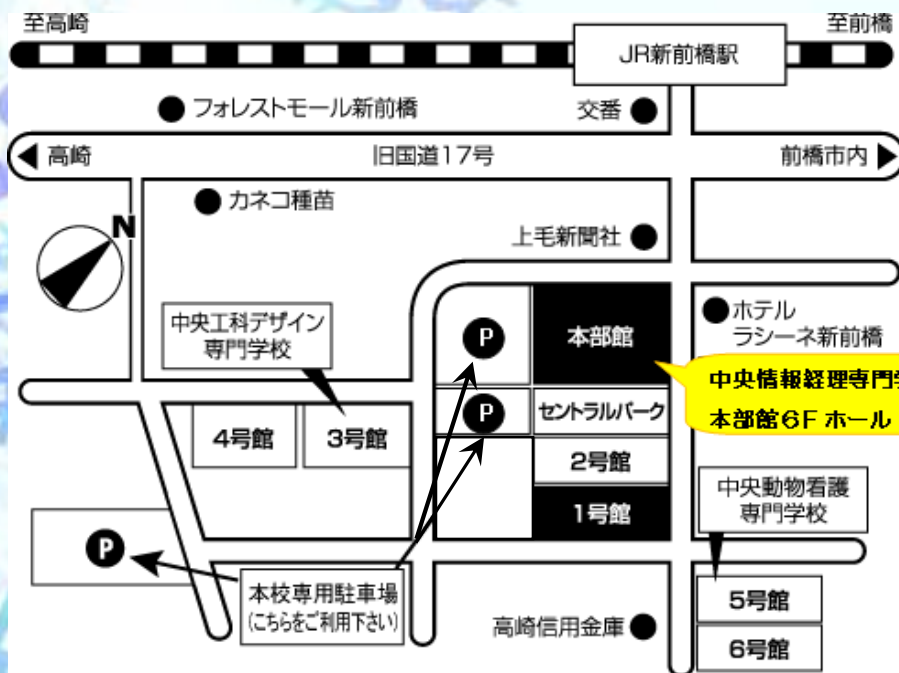 至高崎
至前橋
JR新前橋駅
フォレストモール新前橋
交番
高崎
旧国道17号
前橋市内
カネコ種苗
N
上毛新聞社
中央工科デザイン
専門学校
P
本部館
ホテル
ラシーネ新前橋
中央情報経理専門学
本部館6F ホール
P
セントラルパーク
4号館
3号館
2号館
1号館
中央動物看護
専門学校
P
本校専用駐車場
(こちらをご利用下さい)
高崎信用金庫
5号館
6号館